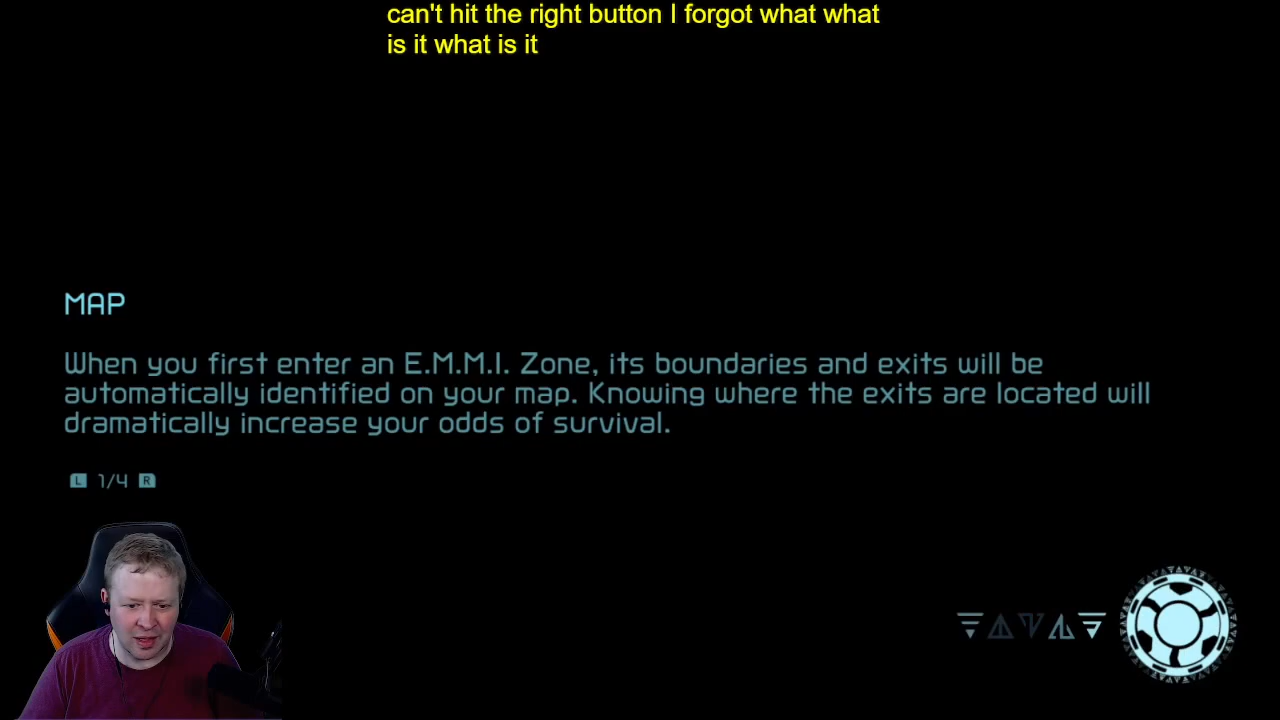 can't hit the right button I forgot what what
is it what is it
MAP
When you first enter an E.M.M.I. Zone, its boundaries and exits will be
automatically identified on your map. Knowing where the exits are located will
dramatically increase your odds of survival.
L 1/4 R